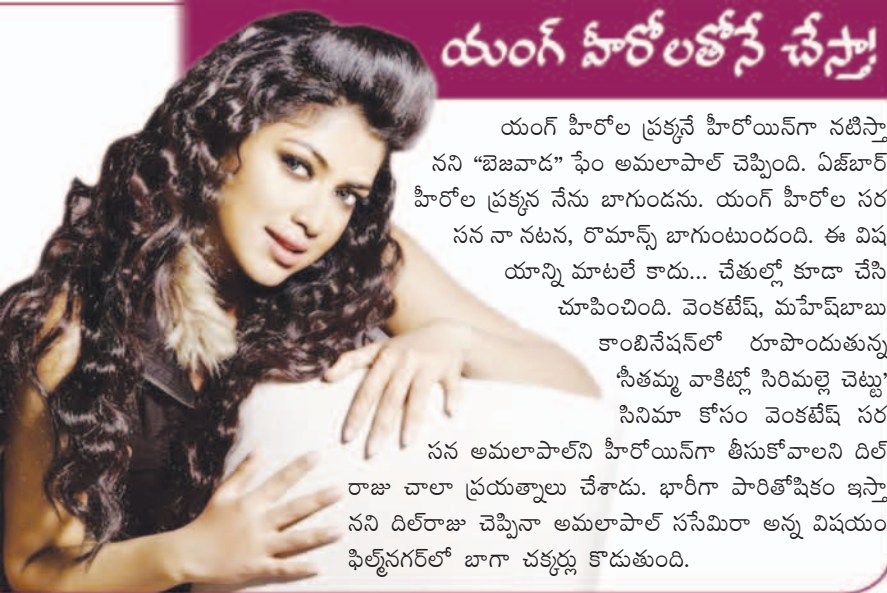 యంగ్ హీరోలతోనే చేస్తా!
యంగ్ హీరోల ప్రక్కనే హీరోయిన్‌గా నటిస్తా
నని “బెజవాడ” ఫేం అమలాపాల్ చెప్పింది. ఏజ్‌బార్
హీరోల ప్రక్కన నేను బాగుండను. యంగ్ హీరోల సర
సన నా నటన, రొమాన్స్ బాగుంటుందంది. ఈ విష
యాన్ని మాటలే కాదు... చేతుల్లో కూడా చేసి
చూపించింది. వెంకటేష్, మహేష్‌బాబు
కాంబినేషన్‌లో రూపొందుతున్న
‘సీతమ్మ వాకిట్లో సిరిమల్లె చెట్టు’
సినిమా కోసం వెంకటేష్ సర
సన అమలాపాల్‌ని హీరోయిన్‌గా తీసుకోవాలని దిల్
రాజు చాలా ప్రయత్నాలు చేశాడు. భారీగా పారితోషికం ఇస్తా
నని దిల్‌రాజు చెప్పినా అమలాపాల్ ససేమిరా అన్న విషయం
ఫిల్మ్‌నగర్‌లో బాగా చక్కర్లు కొడుతుంది.